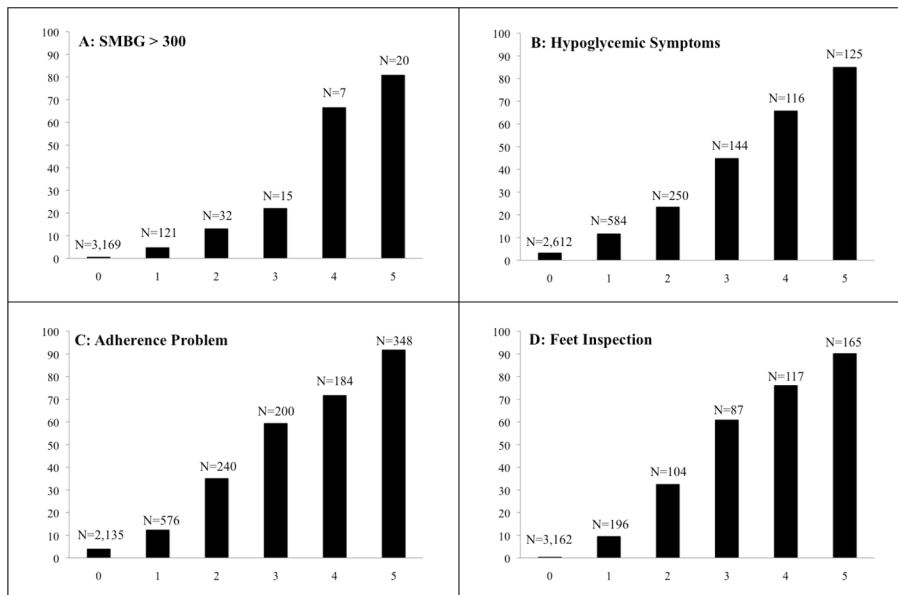 A: SMBG > 300
100
90
80
70
60
50
40
30
20
10
0
N=3,169
N=121
N=32
N=15
N=7
N=20
0 1 2 3 4 5
B: Hypoglycemic Symptoms
100
90
80
70
60
50
40
30
20
10
0
N=2,612
N=584
N=250
N=144
N=116
N=125
0 1 2 3 4 5
C: Adherence Problem
100
90
80
70
60
50
40
30
20
10
0
N=2,135
N=576
N=240
N=200
N=184
N=348
0 1 2 3 4 5
D: Feet Inspection
100
90
80
70
60
50
40
30
20
10
0
N=3,162
N=196
N=104
N=87
N=117
N=165
0 1 2 3 4 5